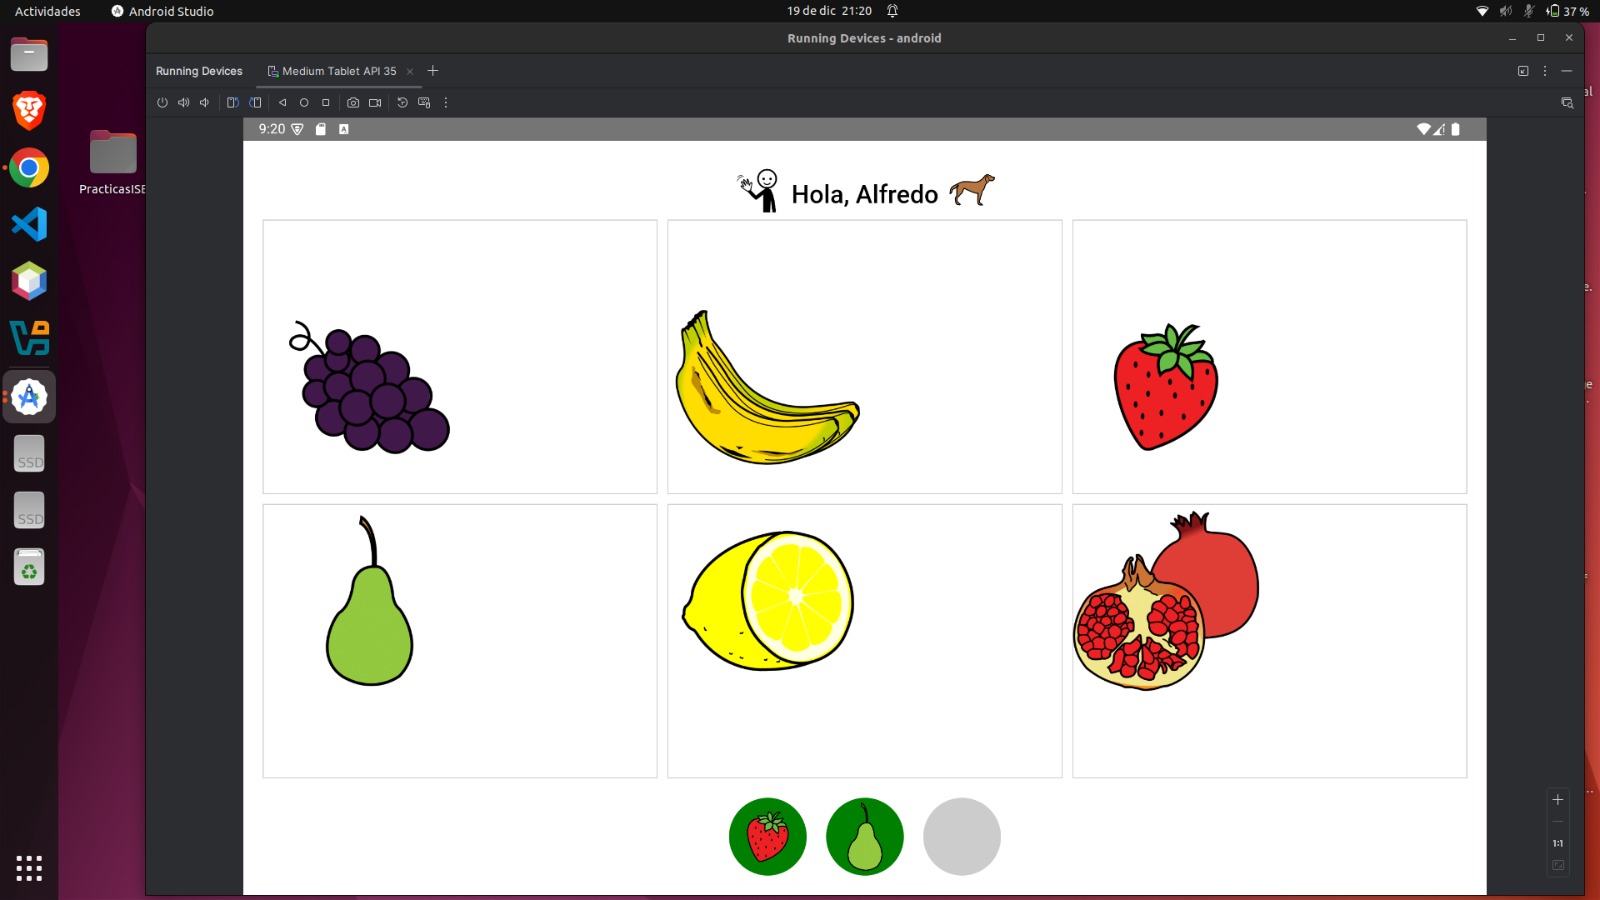 Actividades
Android Studio
19 de dic 21:20
37 %
Running Devices - android
Running Devices
Medium Tablet API 35
PracticasISE
9:20
A
Hola, Alfredo
SSD
SSD
1:1